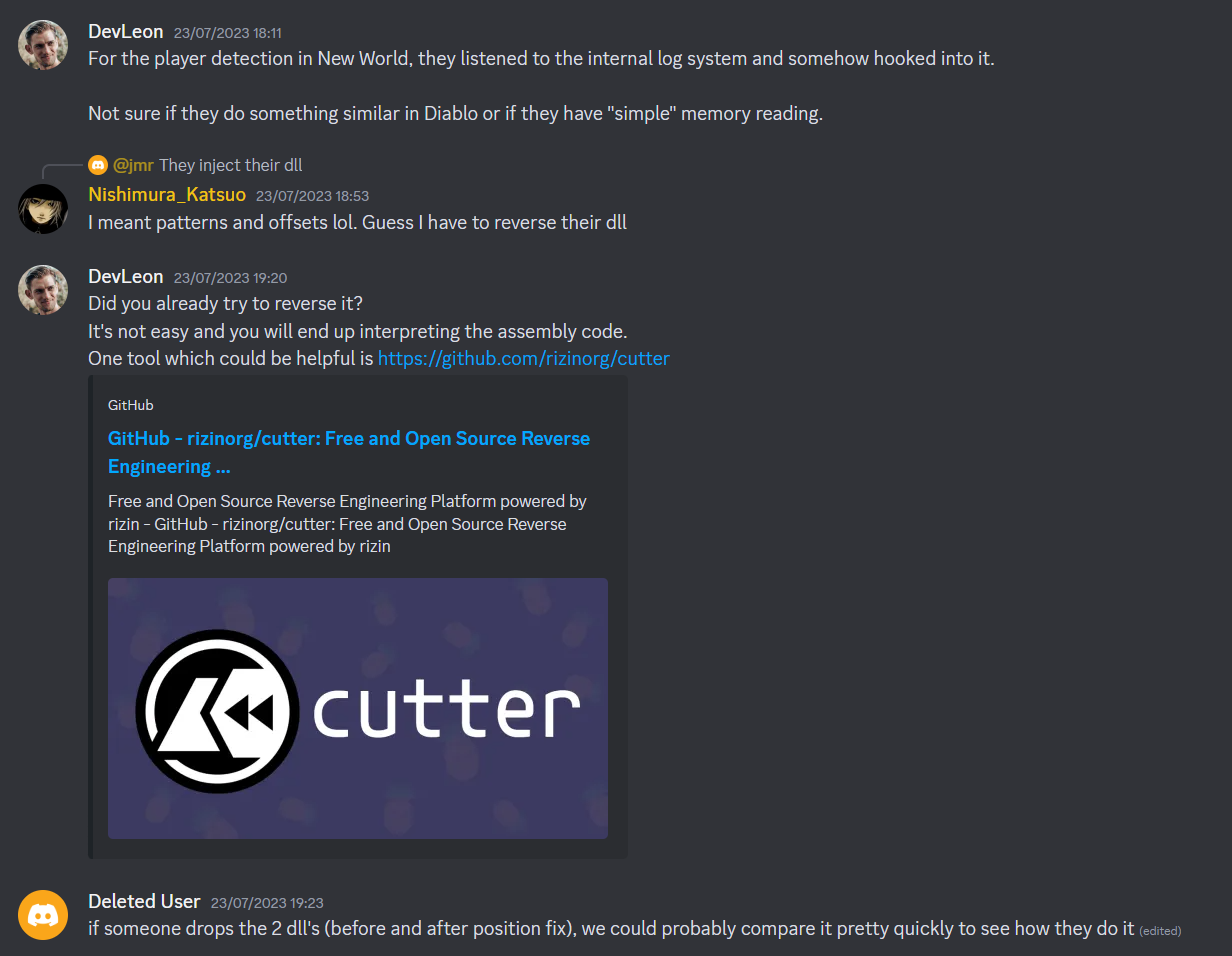 DevLeon 23/07/2023 18:11
For the player detection in New World, they listened to the internal log system and somehow hooked into it.
Not sure if they do something similar in Diablo or if they have "simple" memory reading.
@jmr They inject their dll
Nishimura_Katsuo 23/07/2023 18:53
I meant patterns and offsets lol. Guess I have to reverse their dll
DevLeon 23/07/2023 19:20
Did you already try to reverse it?
It's not easy and you will end up interpreting the assembly code.
One tool which could be helpful is https://github.com/rizinorg/cutter
GitHub
GitHub - rizinorg/cutter: Free and Open Source Reverse
Engineering ...
Free and Open Source Reverse Engineering Platform powered by
rizin - GitHub - rizinorg/cutter: Free and Open Source Reverse
Engineering Platform powered by rizin
cutter
Deleted User 23/07/2023 19:23
if someone drops the 2 dll's (before and after position fix), we could probably compare it pretty quickly to see how they do it (edited)